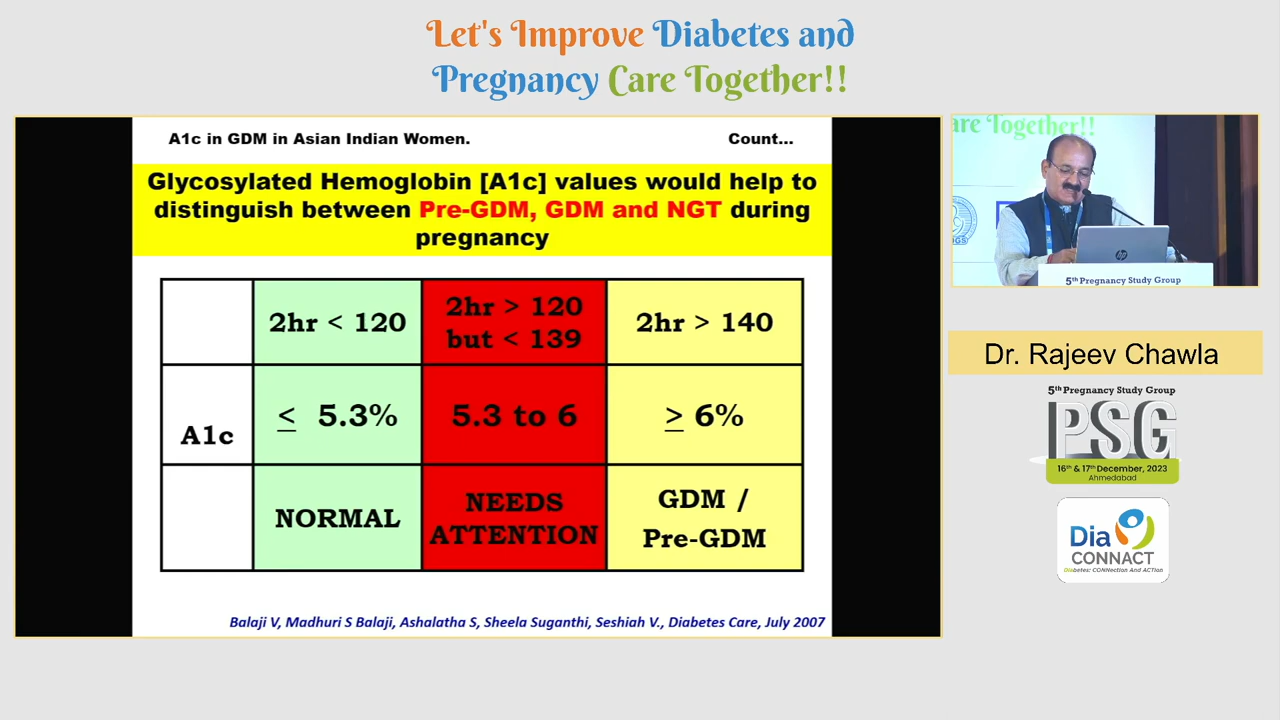 Let's Improve Diabetes and
Pregnancy Care Together!!
A1c in GDM in Asian Indian Women. Count...
Glycosylated Hemoglobin [A1c] values would help to
distinguish between Pre-GDM, GDM and NGT during
pregnancy
2hr < 120
2hr > 120
but < 139
2hr > 140
A1c
≤ 5.3%
5.3 to 6
≥ 6%
NORMAL
NEEDS
ATTENTION
GDM /
Pre-GDM
Balaji V, Madhuri S Balaji, Ashalatha S, Sheela Suganthi, Seshiah V., Diabetes Care, July 2007
are Together!!
hp
5th Pregnancy Study Group
Dr. Rajeev Chawla
5th Pregnancy Study Group
PSG
16th & 17th December, 2023
Ahmedabad
Dia
CONNACT
Diabetes: CONNection And ACTion